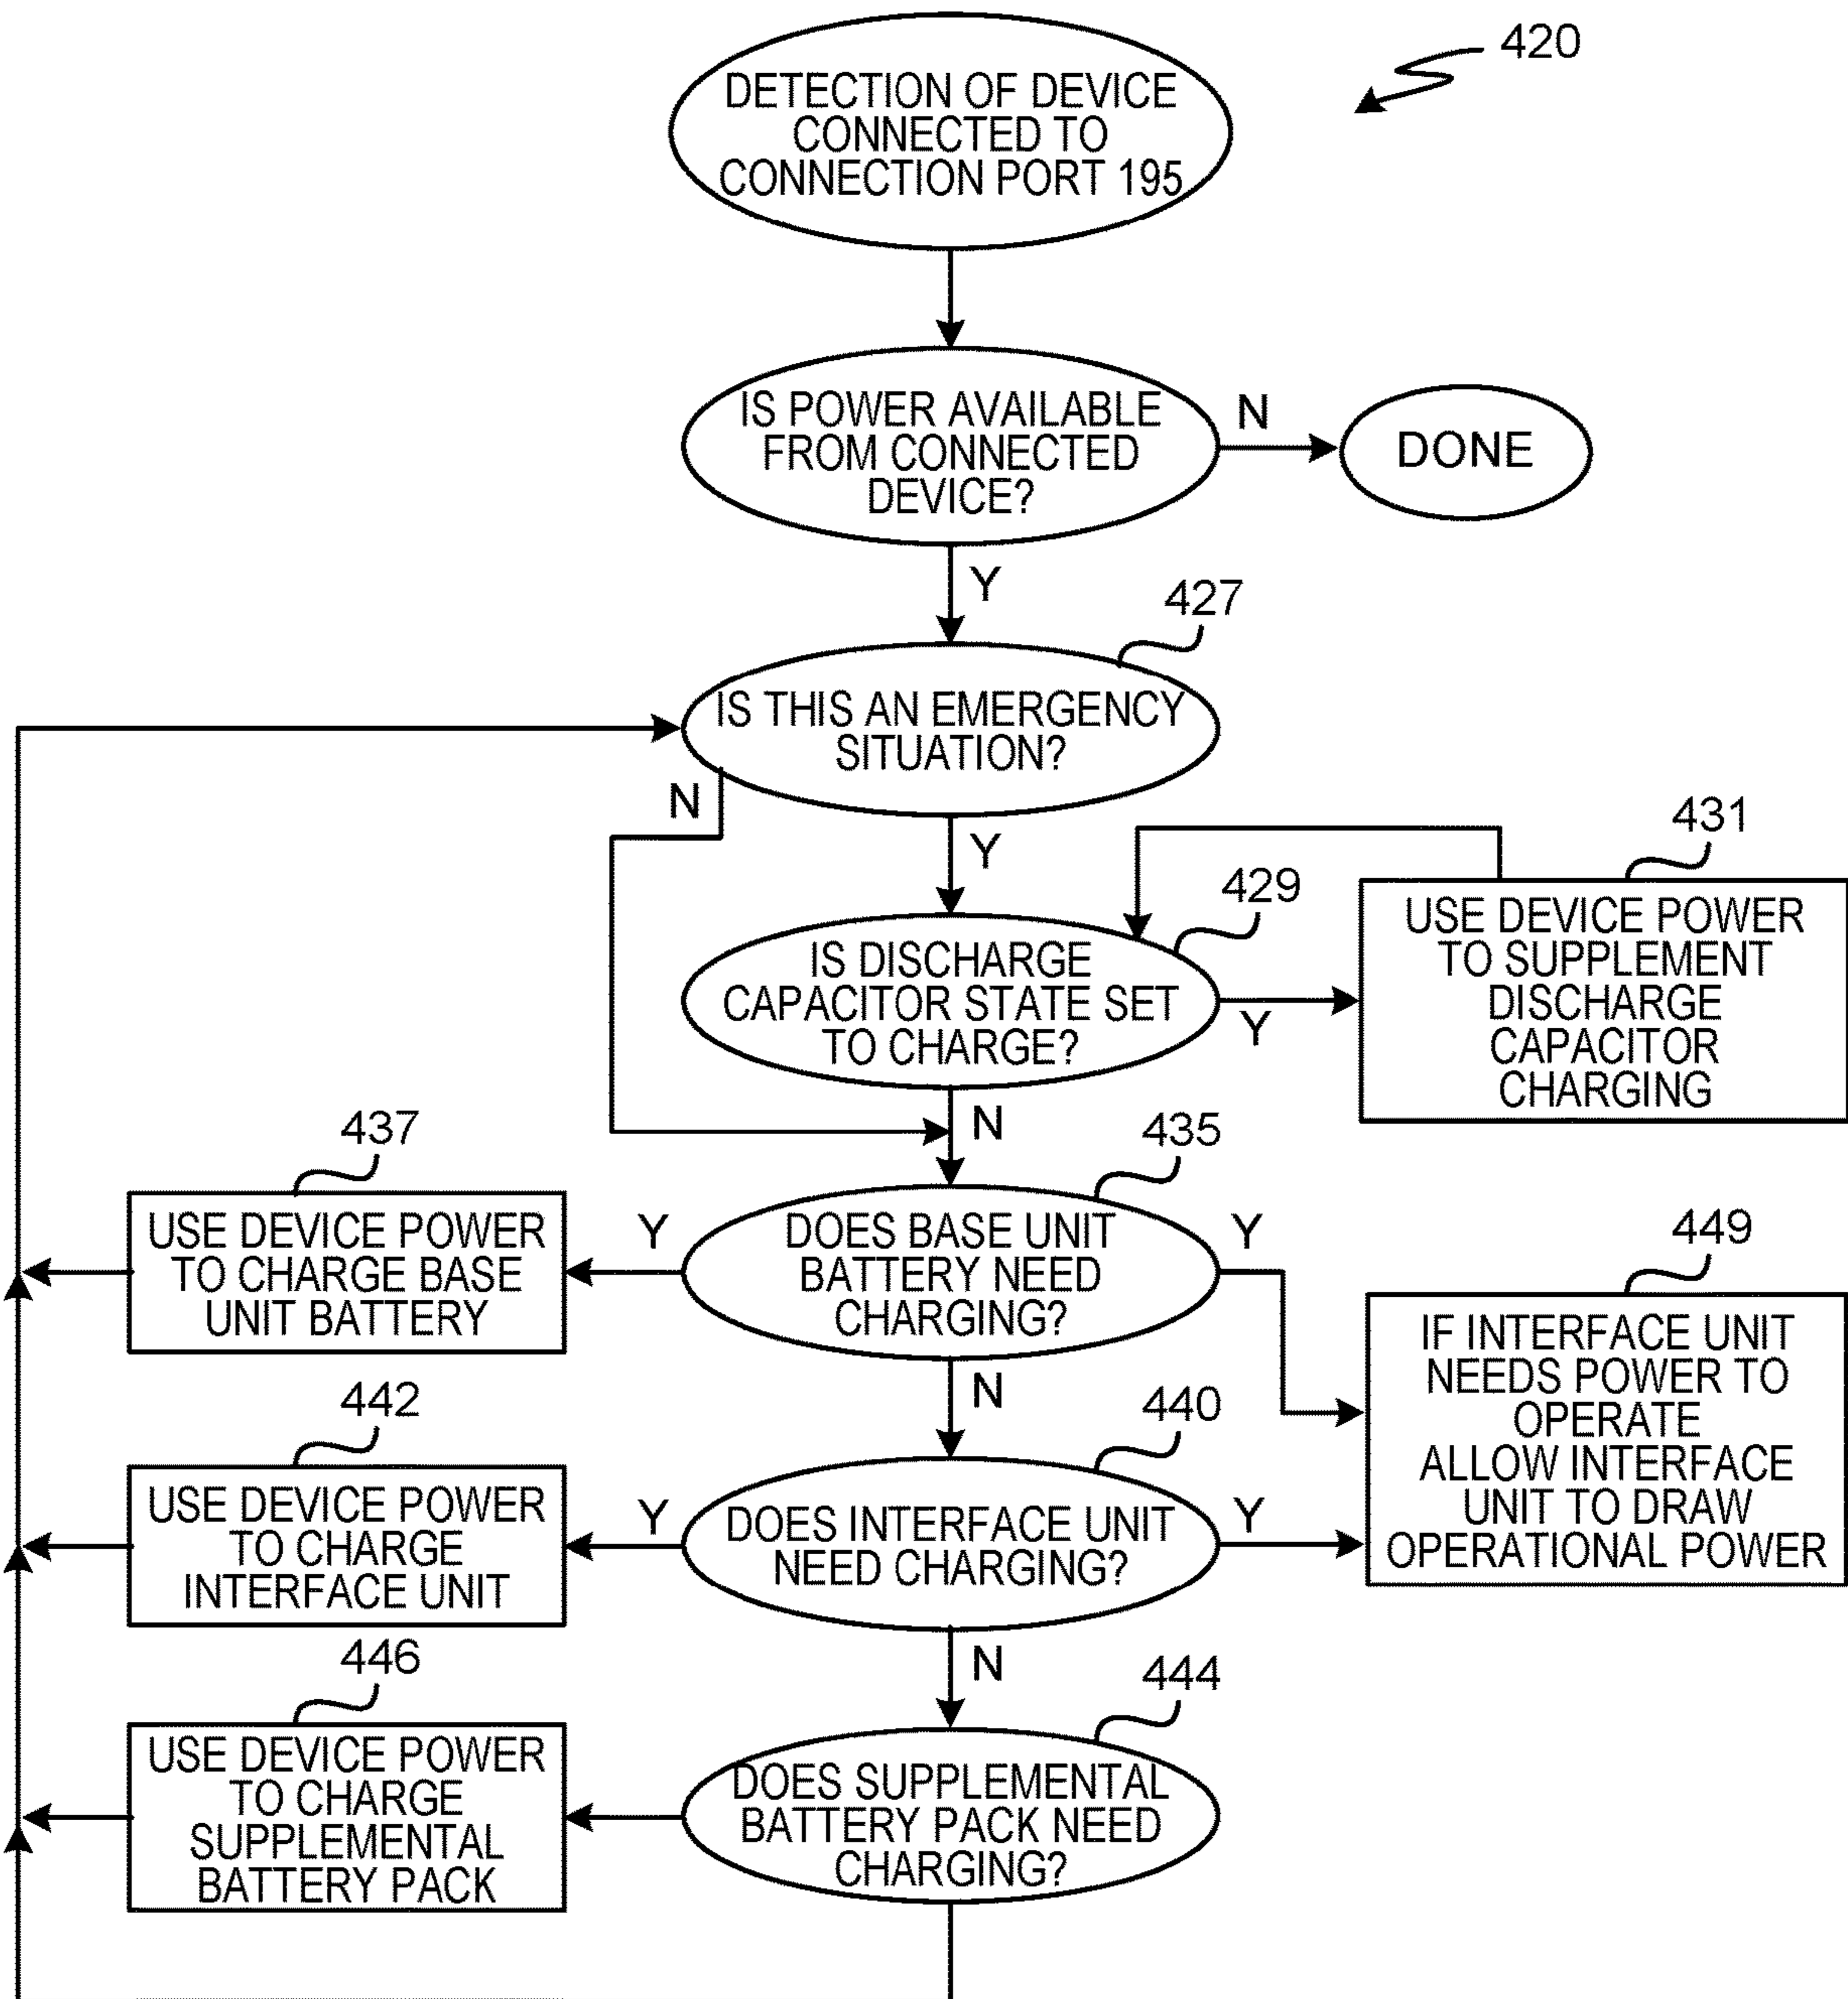 420
DETECTION OF DEVICE
CONNECTED TO
CONNECTION PORT 195
IS POWER AVAILABLE
FROM CONNECTED
DEVICE?
N
DONE
Y
427
IS THIS AN EMERGENCY
SITUATION?
N
Y
429
IS DISCHARGE
CAPACITOR STATE SET
TO CHARGE?
Y
431
USE DEVICE POWER
TO SUPPLEMENT
DISCHARGE
CAPACITOR
CHARGING
N
435
DOES BASE UNIT
BATTERY NEED
CHARGING?
Y
437
USE DEVICE POWER
TO CHARGE BASE
UNIT BATTERY
Y
449
IF INTERFACE UNIT
NEEDS POWER TO
OPERATE
ALLOW INTERFACE
UNIT TO DRAW
OPERATIONAL POWER
N
440
DOES INTERFACE UNIT
NEED CHARGING?
Y
442
USE DEVICE POWER
TO CHARGE
INTERFACE UNIT
Y
N
444
DOES SUPPLEMENTAL
BATTERY PACK NEED
CHARGING?
446
USE DEVICE POWER
TO CHARGE
SUPPLEMENTAL
BATTERY PACK